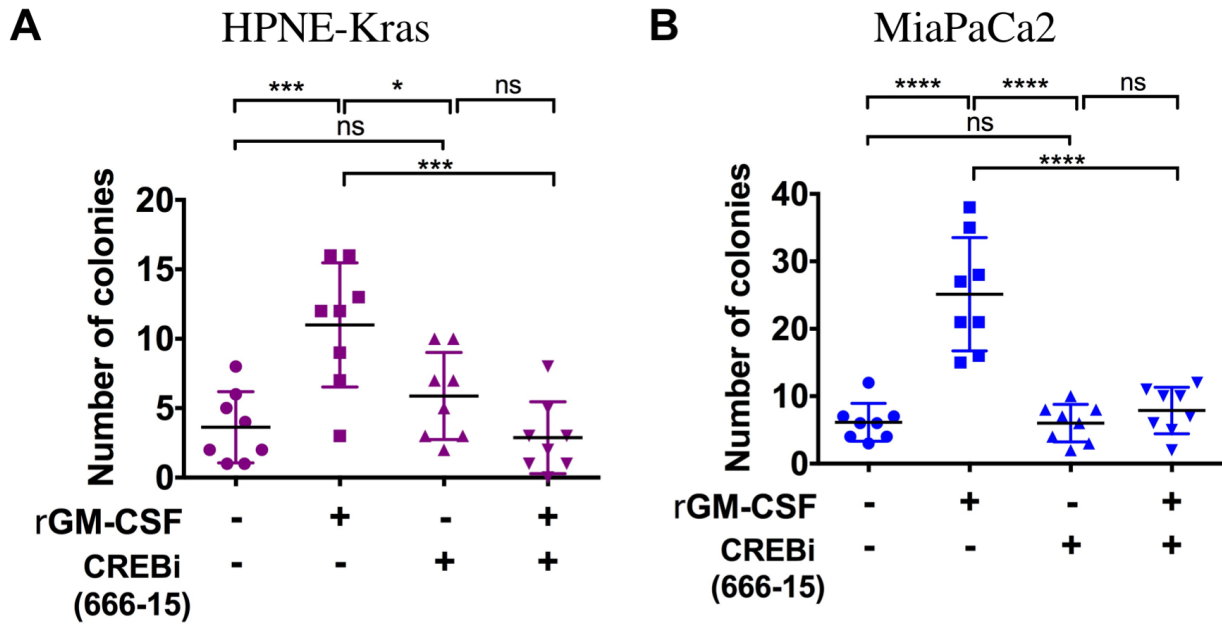 A HPNE-Kras
*** * ns
ns
***
Number of colonies
20
15
10
5
0
rGM-CSF - + - +
CREBi - - + +
(666-15)
B MiaPaCa2
**** **** ns
ns
****
Number of colonies
40
30
20
10
0
rGM-CSF - + - +
CREBi - - + +
(666-15)